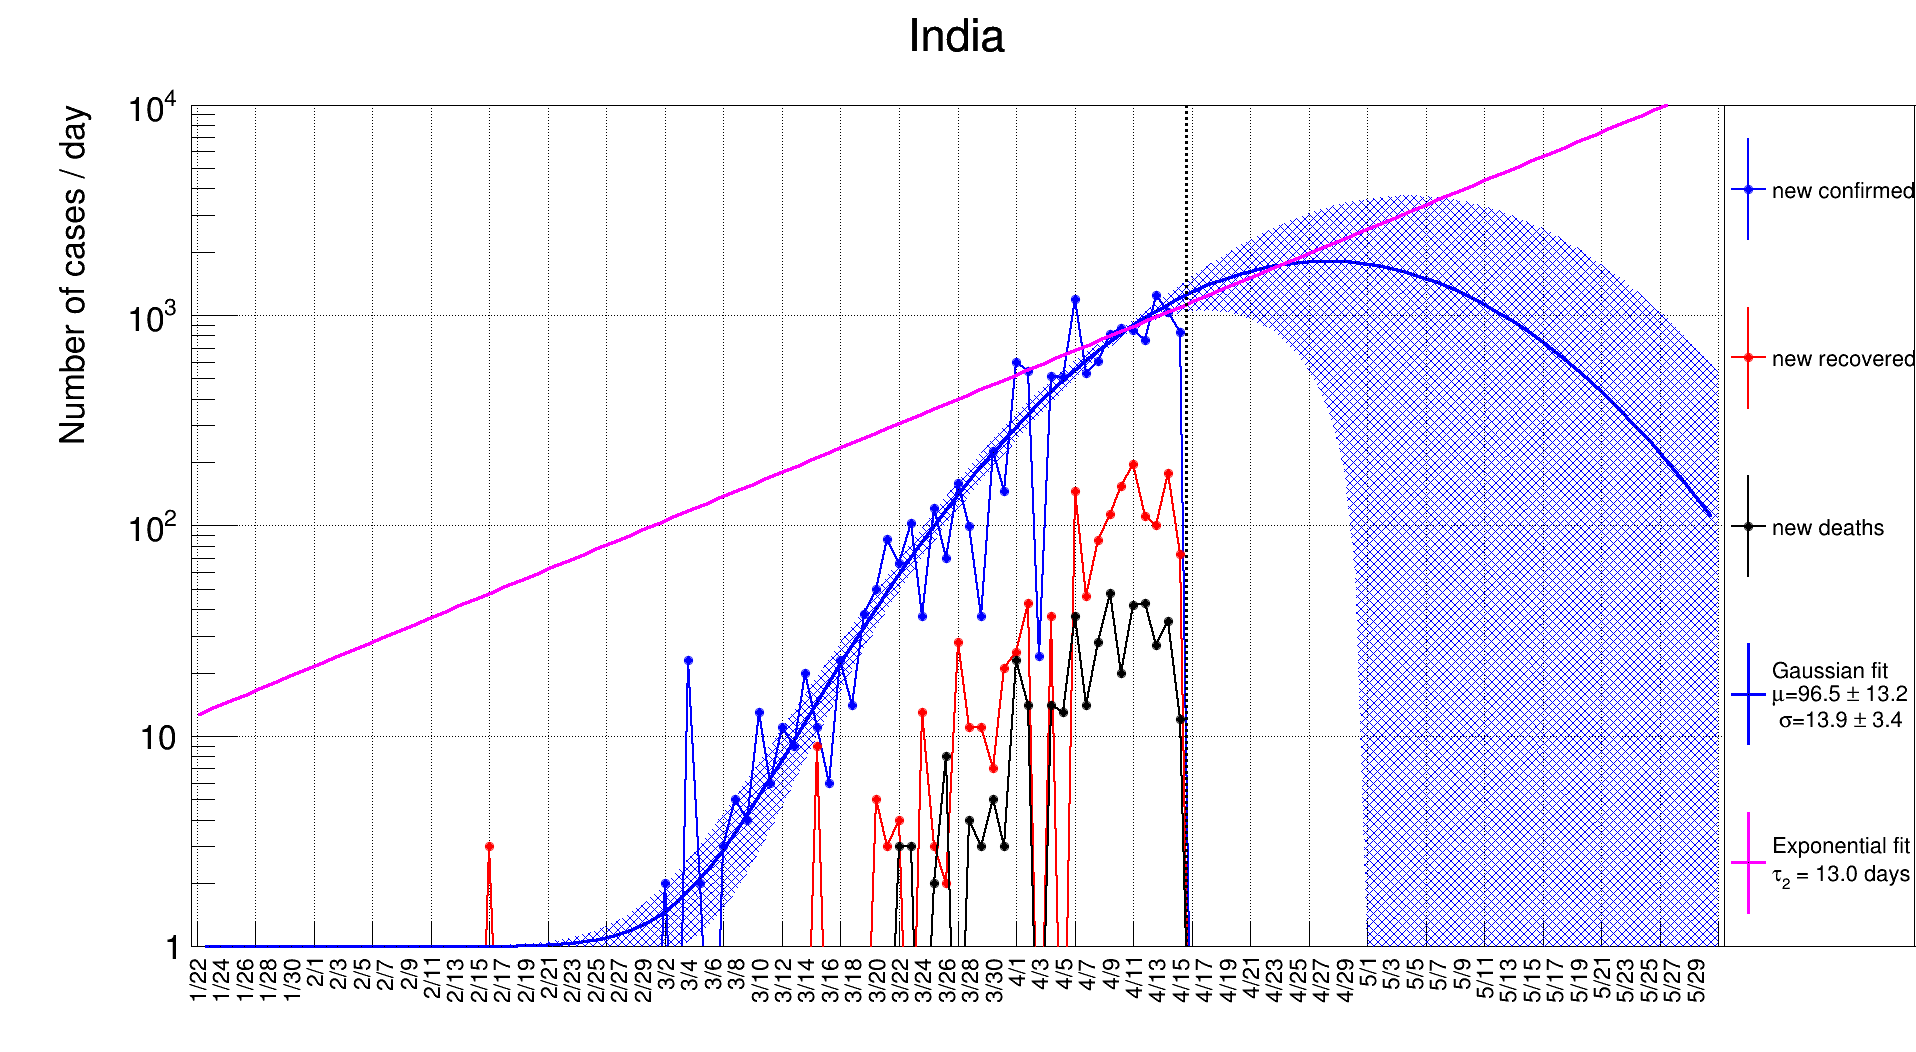 India
Number of cases / day
10⁴
10³
10²
10
1
1/22 1/24 1/26 1/28 1/30 2/1 2/3 2/5 2/7 2/9 2/11 2/13 2/15 2/17 2/19 2/21 2/23 2/25 2/27 2/29 3/2 3/4 3/6 3/8 3/10 3/12 3/14 3/16 3/18 3/20 3/22 3/24 3/26 3/28 3/30 4/1 4/3 4/5 4/7 4/9 4/11 4/13 4/15 4/17 4/19 4/21 4/23 4/25 4/27 4/29 5/1 5/3 5/5 5/7 5/9 5/11 5/13 5/15 5/17 5/19 5/21 5/23 5/25 5/27 5/29
new confirmed
new recovered
new deaths
Gaussian fit
μ=96.5 ± 13.2
σ=13.9 ± 3.4
Exponential fit
τ₂ = 13.0 days